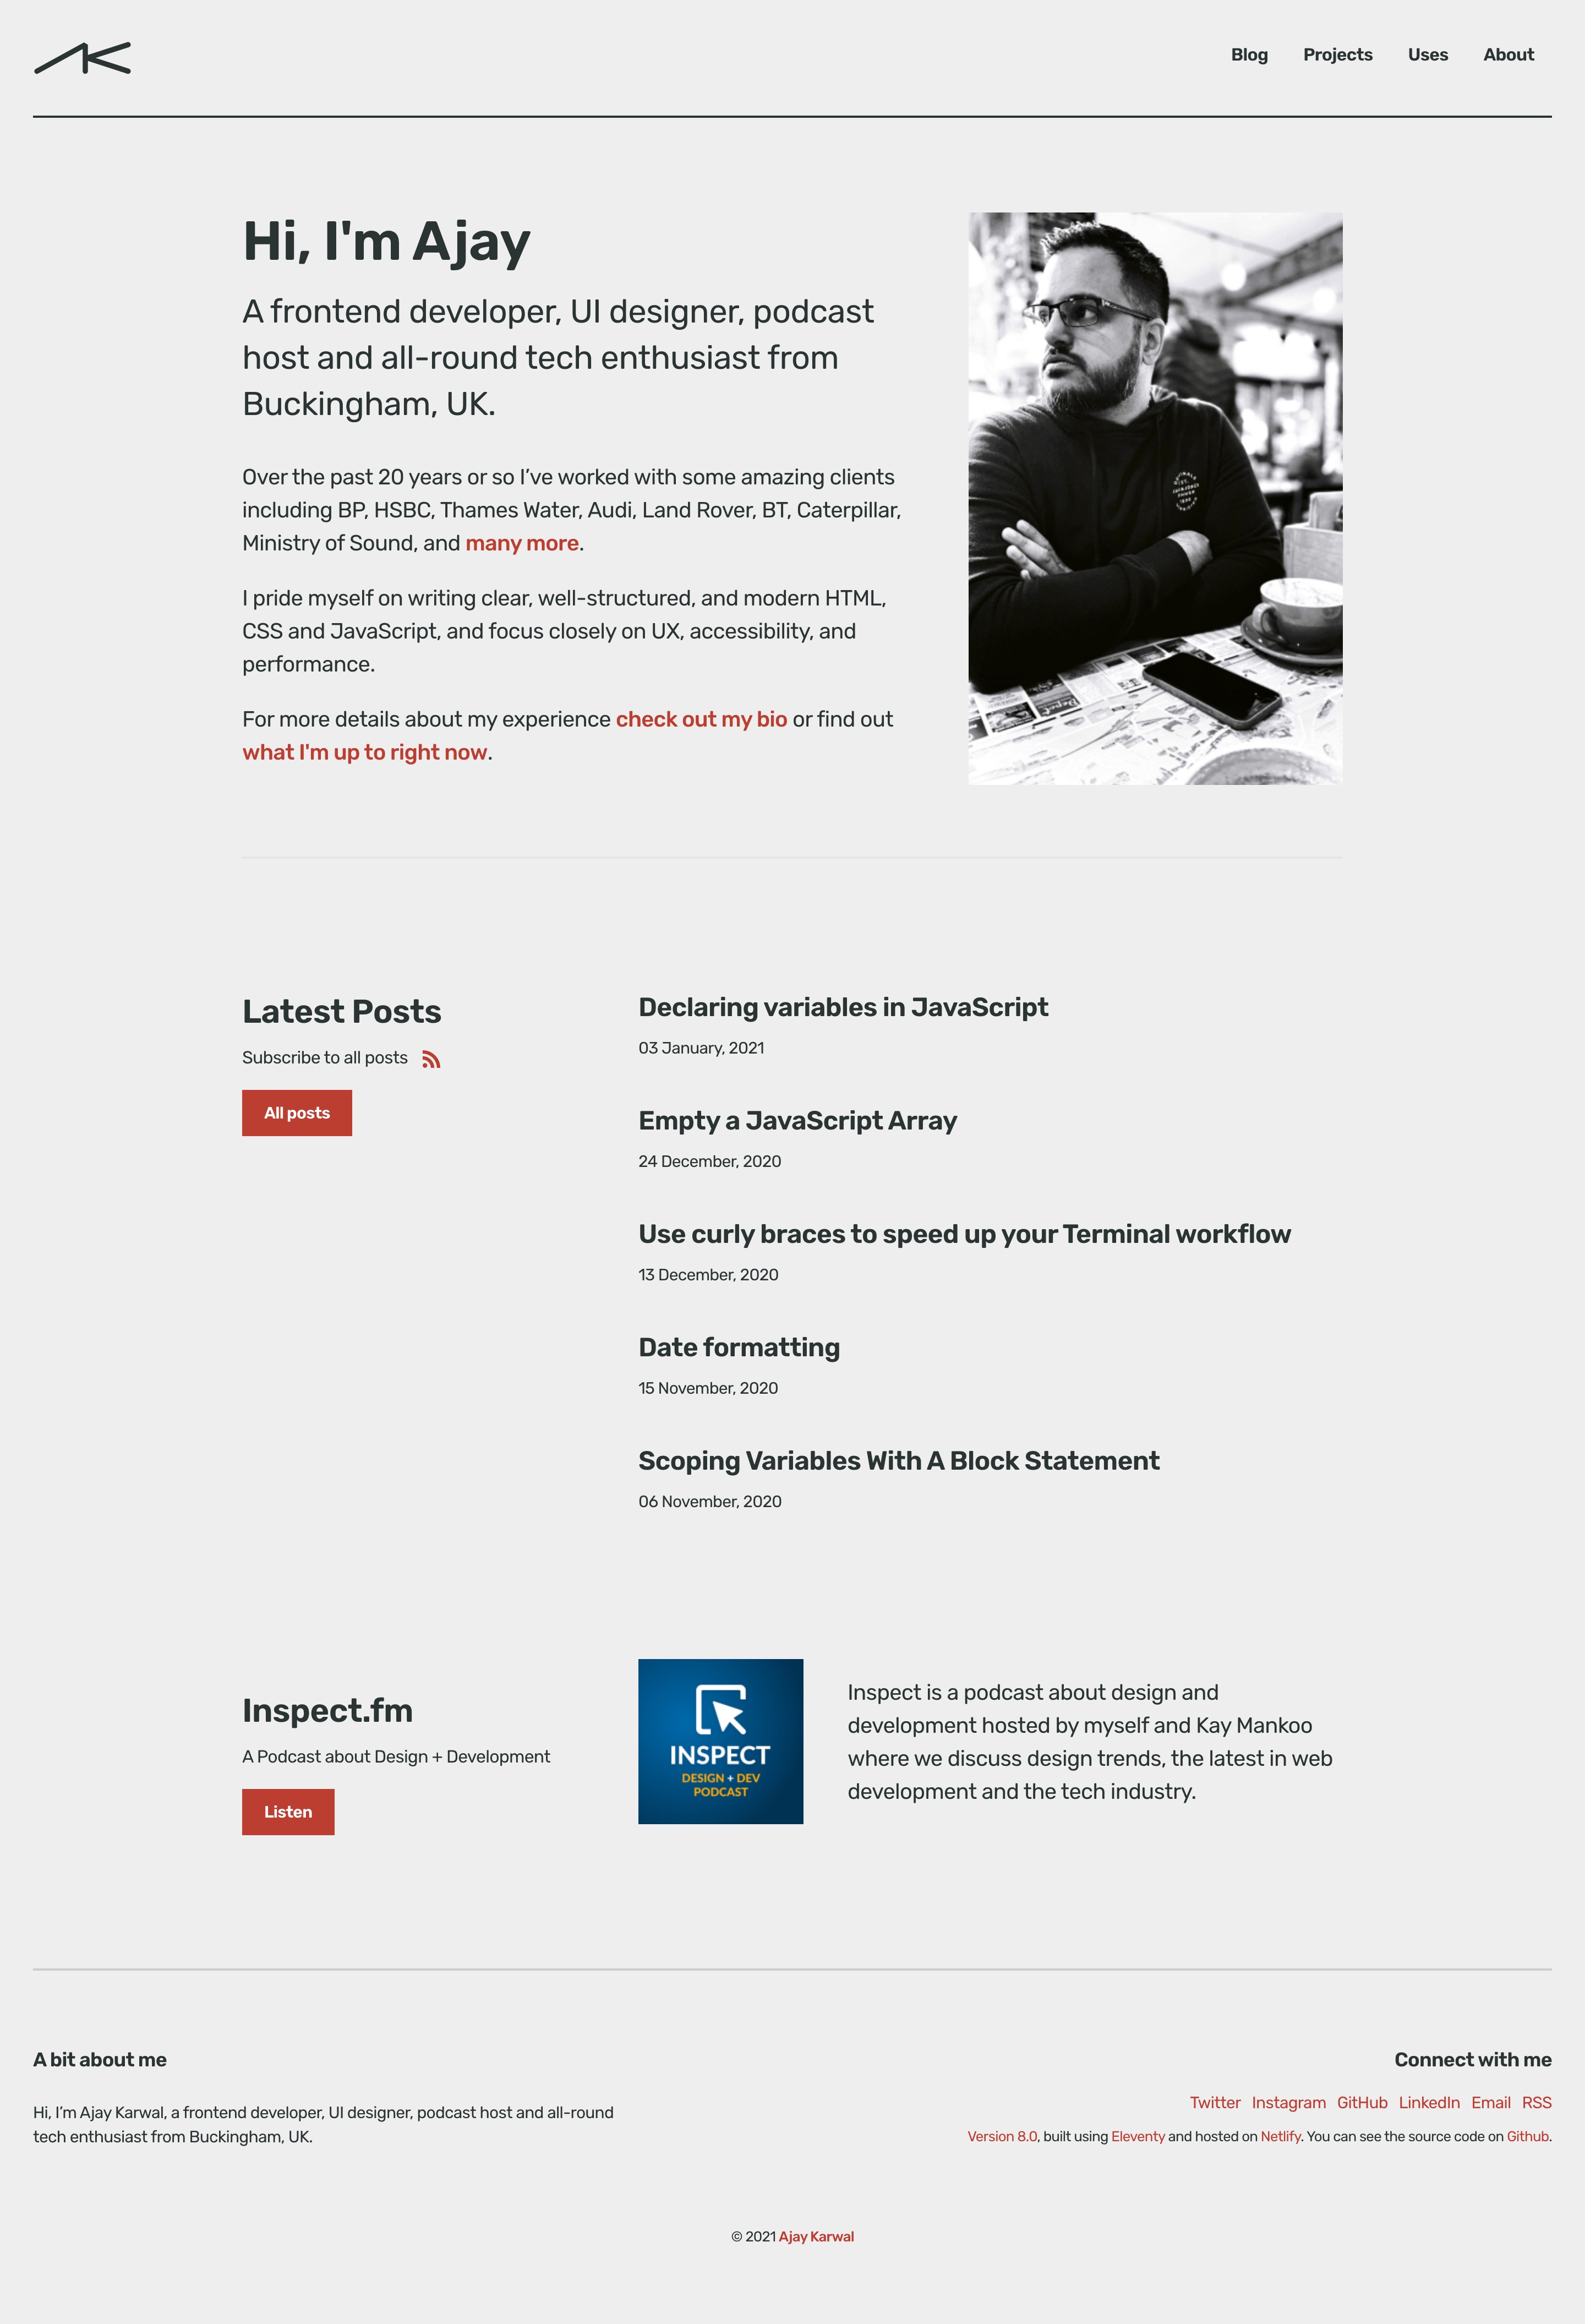 Blog Projects Uses About
Hi, I'm Ajay
A frontend developer, UI designer, podcast
host and all-round tech enthusiast from
Buckingham, UK.
Over the past 20 years or so I’ve worked with some amazing clients
including BP, HSBC, Thames Water, Audi, Land Rover, BT, Caterpillar,
Ministry of Sound, and many more.
I pride myself on writing clear, well-structured, and modern HTML,
CSS and JavaScript, and focus closely on UX, accessibility, and
performance.
For more details about my experience check out my bio or find out
what I'm up to right now.
Latest Posts
Subscribe to all posts
All posts
Declaring variables in JavaScript
03 January, 2021
Empty a JavaScript Array
24 December, 2020
Use curly braces to speed up your Terminal workflow
13 December, 2020
Date formatting
15 November, 2020
Scoping Variables With A Block Statement
06 November, 2020
Inspect.fm
A Podcast about Design + Development
Listen
INSPECT
DESIGN + DEV
PODCAST
Inspect is a podcast about design and
development hosted by myself and Kay Mankoo
where we discuss design trends, the latest in web
development and the tech industry.
A bit about me
Hi, I’m Ajay Karwal, a frontend developer, UI designer, podcast host and all-round
tech enthusiast from Buckingham, UK.
Connect with me
Twitter Instagram GitHub LinkedIn Email RSS
Version 8.0, built using Eleventy and hosted on Netlify. You can see the source code on Github.
© 2021 Ajay Karwal